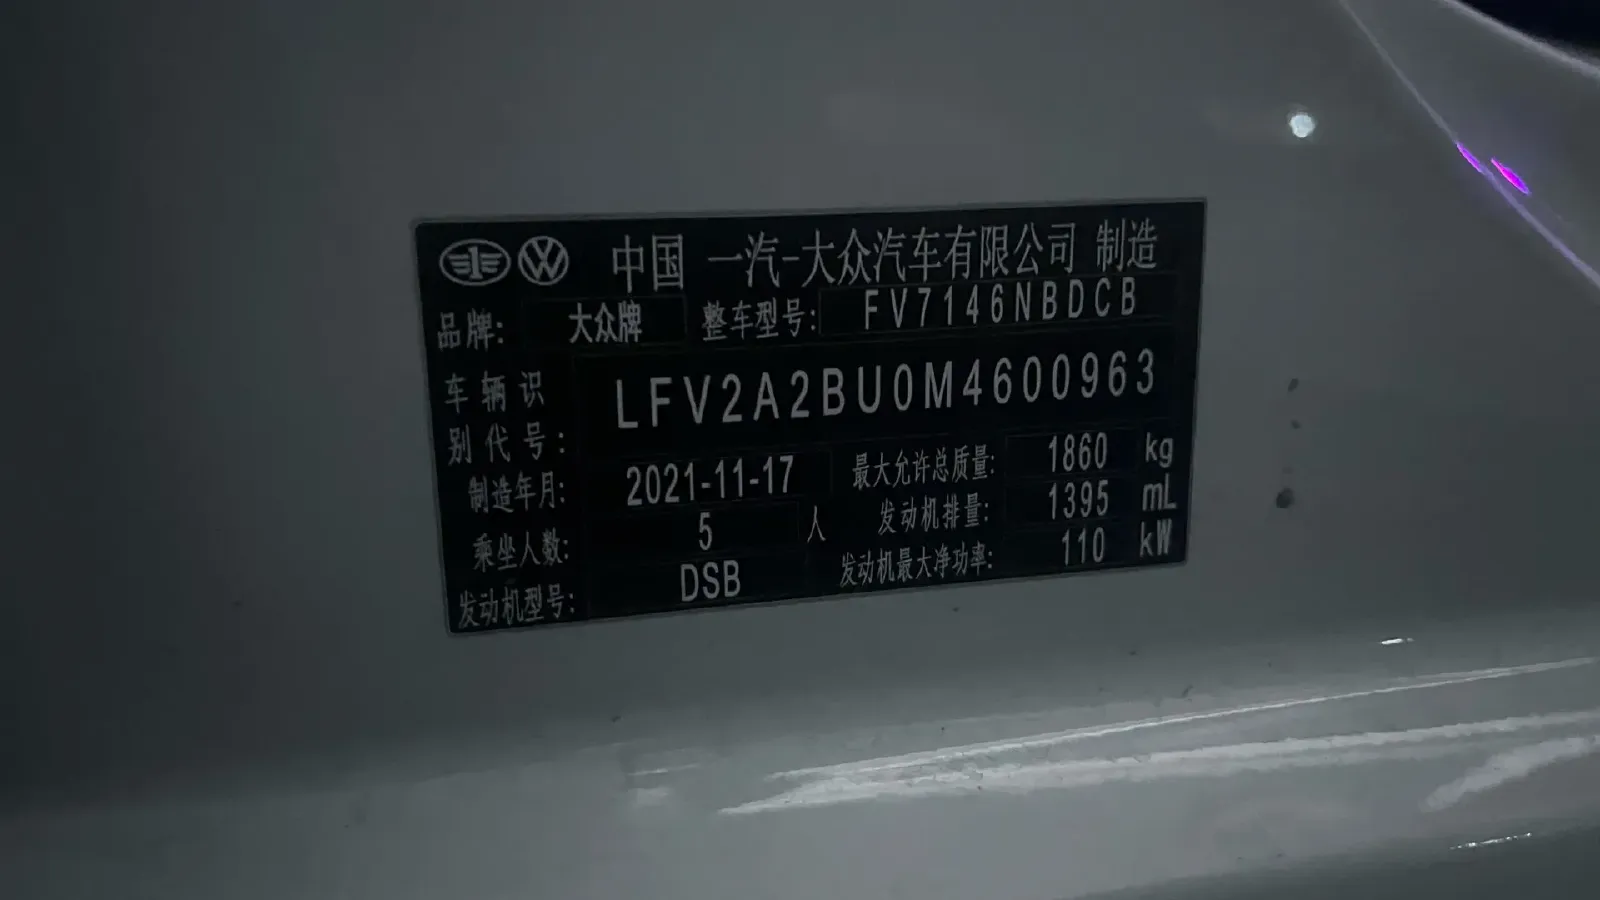 中国 一汽-大众汽车有限公司 制造
品牌: 大众牌 整车型号: FV7146NBDCB
车辆识别代号: LFV2A2BU0M4600963
制造年月: 2021-11-17 最大允许总质量: 1860 kg
乘坐人数: 5 人 发动机排量: 1395 mL
发动机型号: DSB 发动机最大净功率: 110 kW